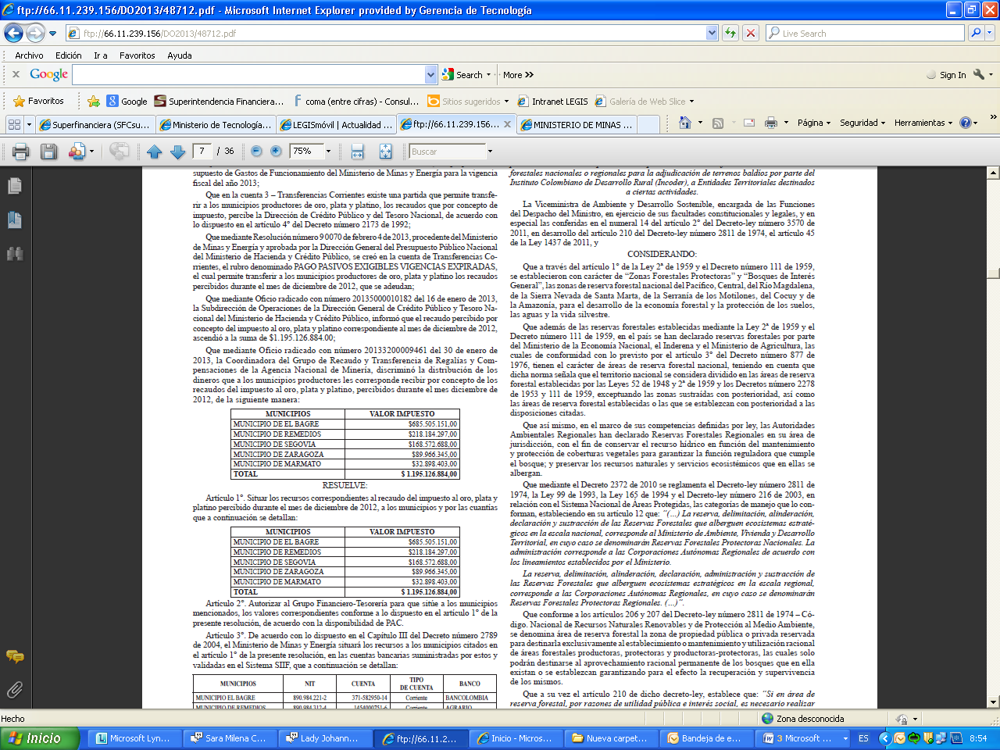 ftp://66.11.239.156/DO2013/48712.pdf - Microsoft Internet Explorer provided by Gerencia de Tecnología
ftp://66.11.239.156/DO2013/48712.pdf
Live Search
Archivo Edición Ir a Favoritos Ayuda
Google Search More Sign In
Favoritos Google Superintendencia Financiera... coma (entre cifras) - Consul... Sitios sugeridos Intranet LEGIS Galería de Web Slice
Superfinanciera (SFCsu... Ministerio de Tecnología... LEGISmóvil | Actualidad ... ftp://66.11.239.156... MINISTERIO DE MINAS ... Página Seguridad Herramientas
7 / 36 75% Buscar
supuesto de Gastos de Funcionamiento del Ministerio de Minas y Energía para la vigencia
fiscal del año 2013;
Que en la cuenta 3 – Transferencias Corrientes existe una partida que permite transfe-
rir a los municipios productores de oro, plata y platino, los recaudos que por concepto de
impuesto, percibe la Dirección de Crédito Público y del Tesoro Nacional, de acuerdo con
lo dispuesto en el artículo 4° del Decreto número 2173 de 1992;
Que mediante Resolución número 9 0070 de febrero 4 de 2013, procedente del Ministerio
de Minas y Energía y aprobada por la Dirección General del Presupuesto Público Nacional
del Ministerio de Hacienda y Crédito Público, se creó en la cuenta de Transferencias Co-
rrientes, el rubro denominado PAGO PASIVOS EXIGIBLES VIGENCIAS EXPIRADAS,
el cual permite transferir a los municipios productores de oro, plata y platino los recaudos
percibidos durante el mes de diciembre de 2012, que se adeudan;
Que mediante Oficio radicado con número 20135000010182 del 16 de enero de 2013,
la Subdirección de Operaciones de la Dirección General de Crédito Público y Tesoro Na-
cional del Ministerio de Hacienda y Crédito Público, informó que el recaudo percibido por
concepto del impuesto al oro, plata y platino correspondiente al mes de diciembre de 2012,
ascendió a la suma de $1.195.126.884.00;
Que mediante Oficio radicado con número 20133200009461 del 30 de enero de
2013, la Coordinadora del Grupo de Recaudo y Transferencia de Regalías y Com-
pensaciones de la Agencia Nacional de Minería, discriminó la distribución de los
dineros que a los municipios productores les corresponde recibir por concepto de los
recaudos del impuesto al oro, plata y platino, percibidos durante el mes diciembre de
2012, de la siguiente manera:
MUNICIPIOS VALOR IMPUESTO
MUNICIPIO DE EL BAGRE $685.505.151,00
MUNICIPIO DE REMEDIOS $218.184.297,00
MUNICIPIO DE SEGOVIA $168.572.688,00
MUNICIPIO DE ZARAGOZA $89.966.345,00
MUNICIPIO DE MARMATO $32.898.403,00
TOTAL $ 1.195.126.884,00
RESUELVE:
Artículo 1°. Situar los recursos correspondientes al recaudo del impuesto al oro, plata y
platino percibido durante el mes de diciembre de 2012, a los municipios y por las cuantías
que a continuación se detallan:
MUNICIPIOS VALOR IMPUESTO
MUNICIPIO DE EL BAGRE $685.505.151,00
MUNICIPIO DE REMEDIOS $218.184.297,00
MUNICIPIO DE SEGOVIA $168.572.688,00
MUNICIPIO DE ZARAGOZA $89.966.345,00
MUNICIPIO DE MARMATO $32.898.403,00
TOTAL $ 1.195.126.884,00
Artículo 2°. Autorizar al Grupo Financiero-Tesorería para que sitúe a los municipios
mencionados, los valores correspondientes conforme a lo dispuesto en el artículo 1° de la
presente resolución, de acuerdo con la disponibilidad de PAC.
Artículo 3°. De acuerdo con lo dispuesto en el Capítulo III del Decreto número 2789
de 2004, el Ministerio de Minas y Energía situará los recursos a los municipios citados en
el artículo 1° de la presente resolución, en las cuentas bancarias suministradas por estos y
validadas en el Sistema SIIF, que a continuación se detallan:
MUNICIPIOS NIT CUENTA TIPO DE CUENTA BANCO
MUNICIPIO EL BAGRE 890.984.221-2 371-582950-14 Corriente BANCOLOMBIA
MUNICIPIO DE REMEDIOS 890.984.312-4 1454000751-6 Corriente AGRARIO
forestales nacionales o regionales para la adjudicación de terrenos baldíos por parte del
Instituto Colombiano de Desarrollo Rural (Incoder), a Entidades Territoriales destinados
a ciertas actividades.
La Viceministra de Ambiente y Desarrollo Sostenible, encargada de las Funciones
del Despacho del Ministro, en ejercicio de sus facultades constitucionales y legales, y en
especial las conferidas en el numeral 14 del artículo 2° del Decreto-ley número 3570 de
2011, en desarrollo del artículo 210 del Decreto-ley número 2811 de 1974, el artículo 45
de la Ley 1437 de 2011, y
CONSIDERANDO:
Que a través del artículo 1° de la Ley 2ª de 1959 y el Decreto número 111 de 1959,
se establecieron con carácter de “Zonas Forestales Protectoras” y “Bosques de Interés
General”, las zonas de reserva forestal nacional del Pacífico, Central, del Río Magdalena,
de la Sierra Nevada de Santa Marta, de la Serranía de los Motilones, del Cocuy y de
la Amazonía, para el desarrollo de la economía forestal y la protección de los suelos,
las aguas y la vida silvestre.
Que además de las reservas forestales establecidas mediante la Ley 2ª de 1959 y el
Decreto número 111 de 1959, en el país se han declarado reservas forestales por parte
del Ministerio de la Economía Nacional, el Inderena y el Ministerio de Agricultura, las
cuales de conformidad con lo previsto por el artículo 3° del Decreto número 877 de
1976, tienen el carácter de áreas de reserva forestal nacional, teniendo en cuenta que
dicha norma señala que el territorio nacional se considera dividido en las áreas de reserva
forestal establecidas por las Leyes 52 de 1948 y 2ª de 1959 y los Decretos número 2278
de 1953 y 111 de 1959, exceptuando las zonas sustraídas con posterioridad, así como
las áreas de reserva forestal establecidas o las que se establezcan con posterioridad a las
disposiciones citadas.
Que así mismo, en el marco de sus competencias definidas por ley, las Autoridades
Ambientales Regionales han declarado Reservas Forestales Regionales en su área de
jurisdicción, con el fin de conservar el recurso hídrico en función del mantenimiento
y protección de coberturas vegetales para garantizar la función reguladora que cumple
el bosque; y preservar los recursos naturales y servicios ecosistémicos que en ellas se
albergan.
Que mediante el Decreto 2372 de 2010 se reglamenta el Decreto-ley número 2811 de
1974, la Ley 99 de 1993, la Ley 165 de 1994 y el Decreto-ley número 216 de 2003, en
relación con el Sistema Nacional de Áreas Protegidas, las categorías de manejo que lo con-
forman, estableciendo en su artículo 12 que: “(…) La reserva, delimitación, alinderación,
declaración y sustracción de las Reservas Forestales que alberguen ecosistemas estraté-
gicos en la escala nacional, corresponde al Ministerio de Ambiente, Vivienda y Desarrollo
Territorial, en cuyo caso se denominarán Reservas Forestales Protectoras Nacionales. La
administración corresponde a las Corporaciones Autónomas Regionales de acuerdo con
los lineamientos establecidos por el Ministerio.
La reserva, delimitación, alinderación, declaración, administración y sustracción de
las Reservas Forestales que alberguen ecosistemas estratégicos en la escala regional,
corresponde a las Corporaciones Autónomas Regionales, en cuyo caso se denominarán
Reservas Forestales Protectoras Regionales. (…)”.
Que conforme a los artículos 206 y 207 del Decreto-ley número 2811 de 1974 – Có-
digo. Nacional de Recursos Naturales Renovables y de Protección al Medio Ambiente,
se denomina área de reserva forestal la zona de propiedad pública o privada reservada
para destinarla exclusivamente al establecimiento o mantenimiento y utilización racional
de áreas forestales productoras, protectoras y productoras-protectoras, las cuales solo
podrán destinarse al aprovechamiento racional permanente de los bosques que en ella
existan o se establezcan garantizando para el efecto la recuperación y supervivencia
de los mismos.
Que a su vez el artículo 210 de dicho decreto-ley, establece que: “Si en área de
reserva forestal, por razones de utilidad pública e interés social, es necesario realizar
Hecho Zona desconocida
Inicio Microsoft Lyn... Sara Milena C... Lady Johann... ftp://66.11.2... Inicio - Micros... Nueva carpet... Bandeja de e... 3 Microsoft ... ES 8:54